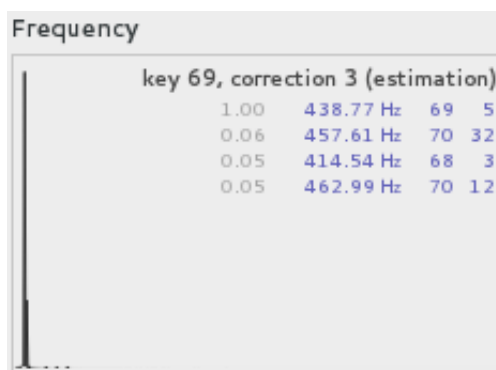 Frequency
key 69, correction 3 (estimation)
1.00 438.77 Hz 69 5
0.06 457.61 Hz 70 32
0.05 414.54 Hz 68 3
0.05 462.99 Hz 70 12